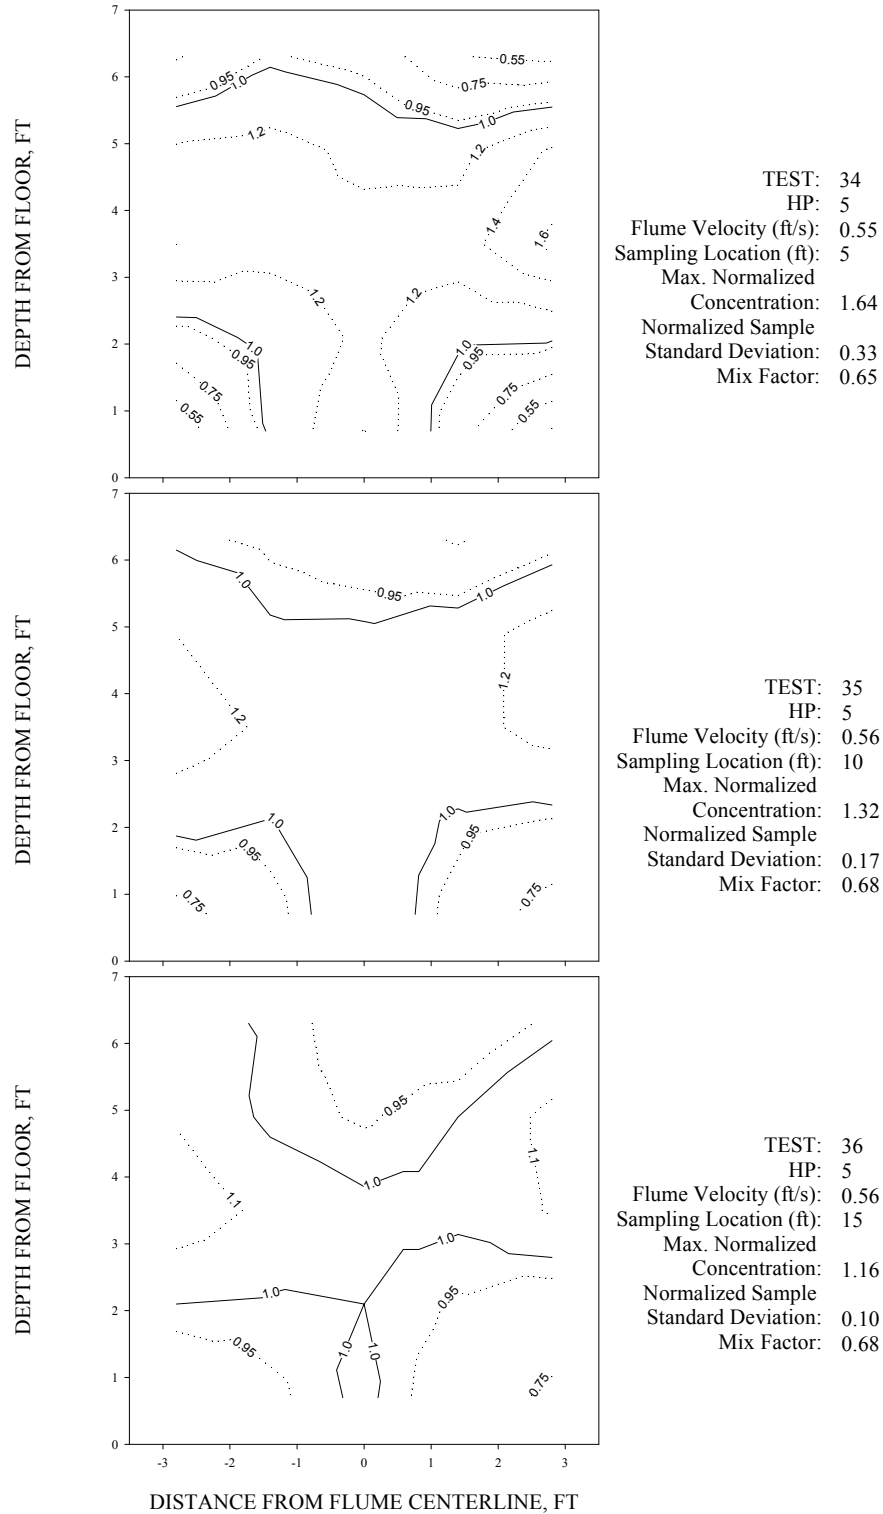 DEPTH FROM FLOOR, FT
7
6
5
4
3
2
1
0
0.95
1.0
0.55
0.75
0.95
1.0
1.2
1.2
1.4
1.6
1.2
1.2
1.0
0.95
0.75
0.55
1.0
0.95
0.75
0.55
TEST: 34
HP: 5
Flume Velocity (ft/s): 0.55
Sampling Location (ft): 5
Max. Normalized
Concentration: 1.64
Normalized Sample
Standard Deviation: 0.33
Mix Factor: 0.65
DEPTH FROM FLOOR, FT
7
6
5
4
3
2
1
0
1.0
0.95
1.0
1.2
1.2
1.0
0.95
0.75
1.0
0.95
0.75
TEST: 35
HP: 5
Flume Velocity (ft/s): 0.56
Sampling Location (ft): 10
Max. Normalized
Concentration: 1.32
Normalized Sample
Standard Deviation: 0.17
Mix Factor: 0.68
DEPTH FROM FLOOR, FT
7
6
5
4
3
2
1
0
0.95
1.0
1.1
1.1
1.0
1.0
0.95
0.95
1.0
1.0
0.75
TEST: 36
HP: 5
Flume Velocity (ft/s): 0.56
Sampling Location (ft): 15
Max. Normalized
Concentration: 1.16
Normalized Sample
Standard Deviation: 0.10
Mix Factor: 0.68
-3 -2 -1 0 1 2 3
DISTANCE FROM FLUME CENTERLINE, FT